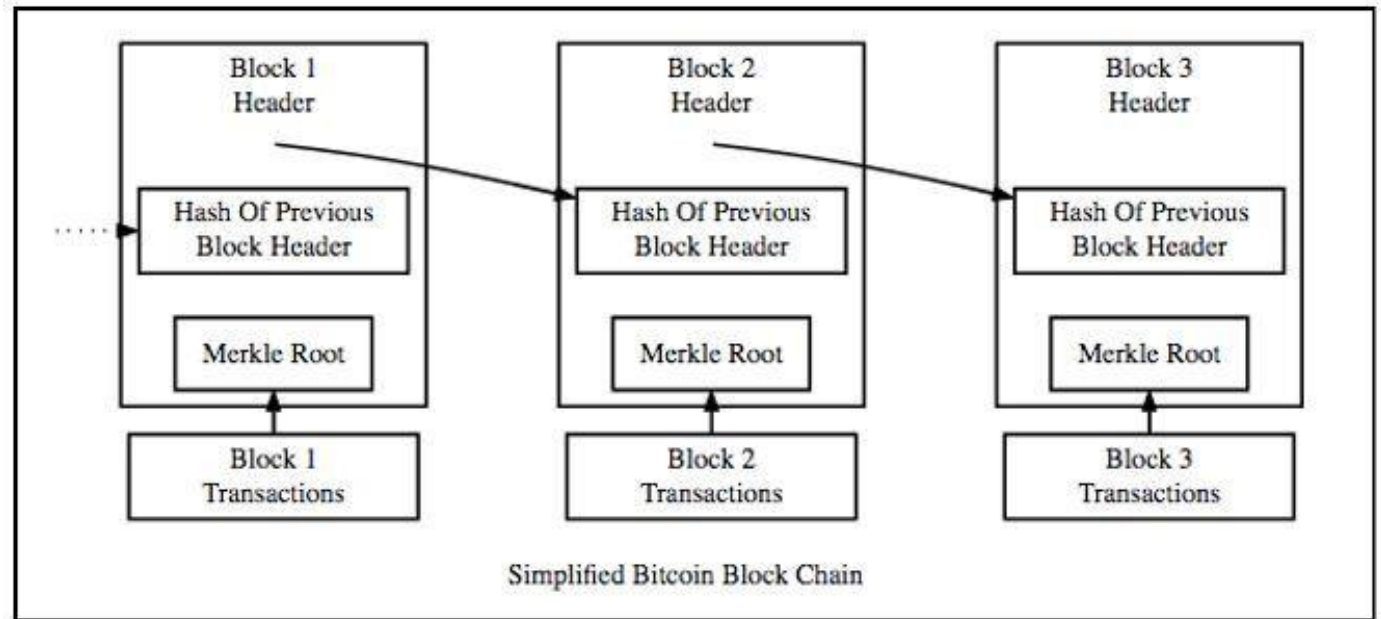 Block 1
Header
Hash Of Previous
Block Header
Merkle Root
Block 1
Transactions
Block 2
Header
Hash Of Previous
Block Header
Merkle Root
Block 2
Transactions
Block 3
Header
Hash Of Previous
Block Header
Merkle Root
Block 3
Transactions
Simplified Bitcoin Block Chain